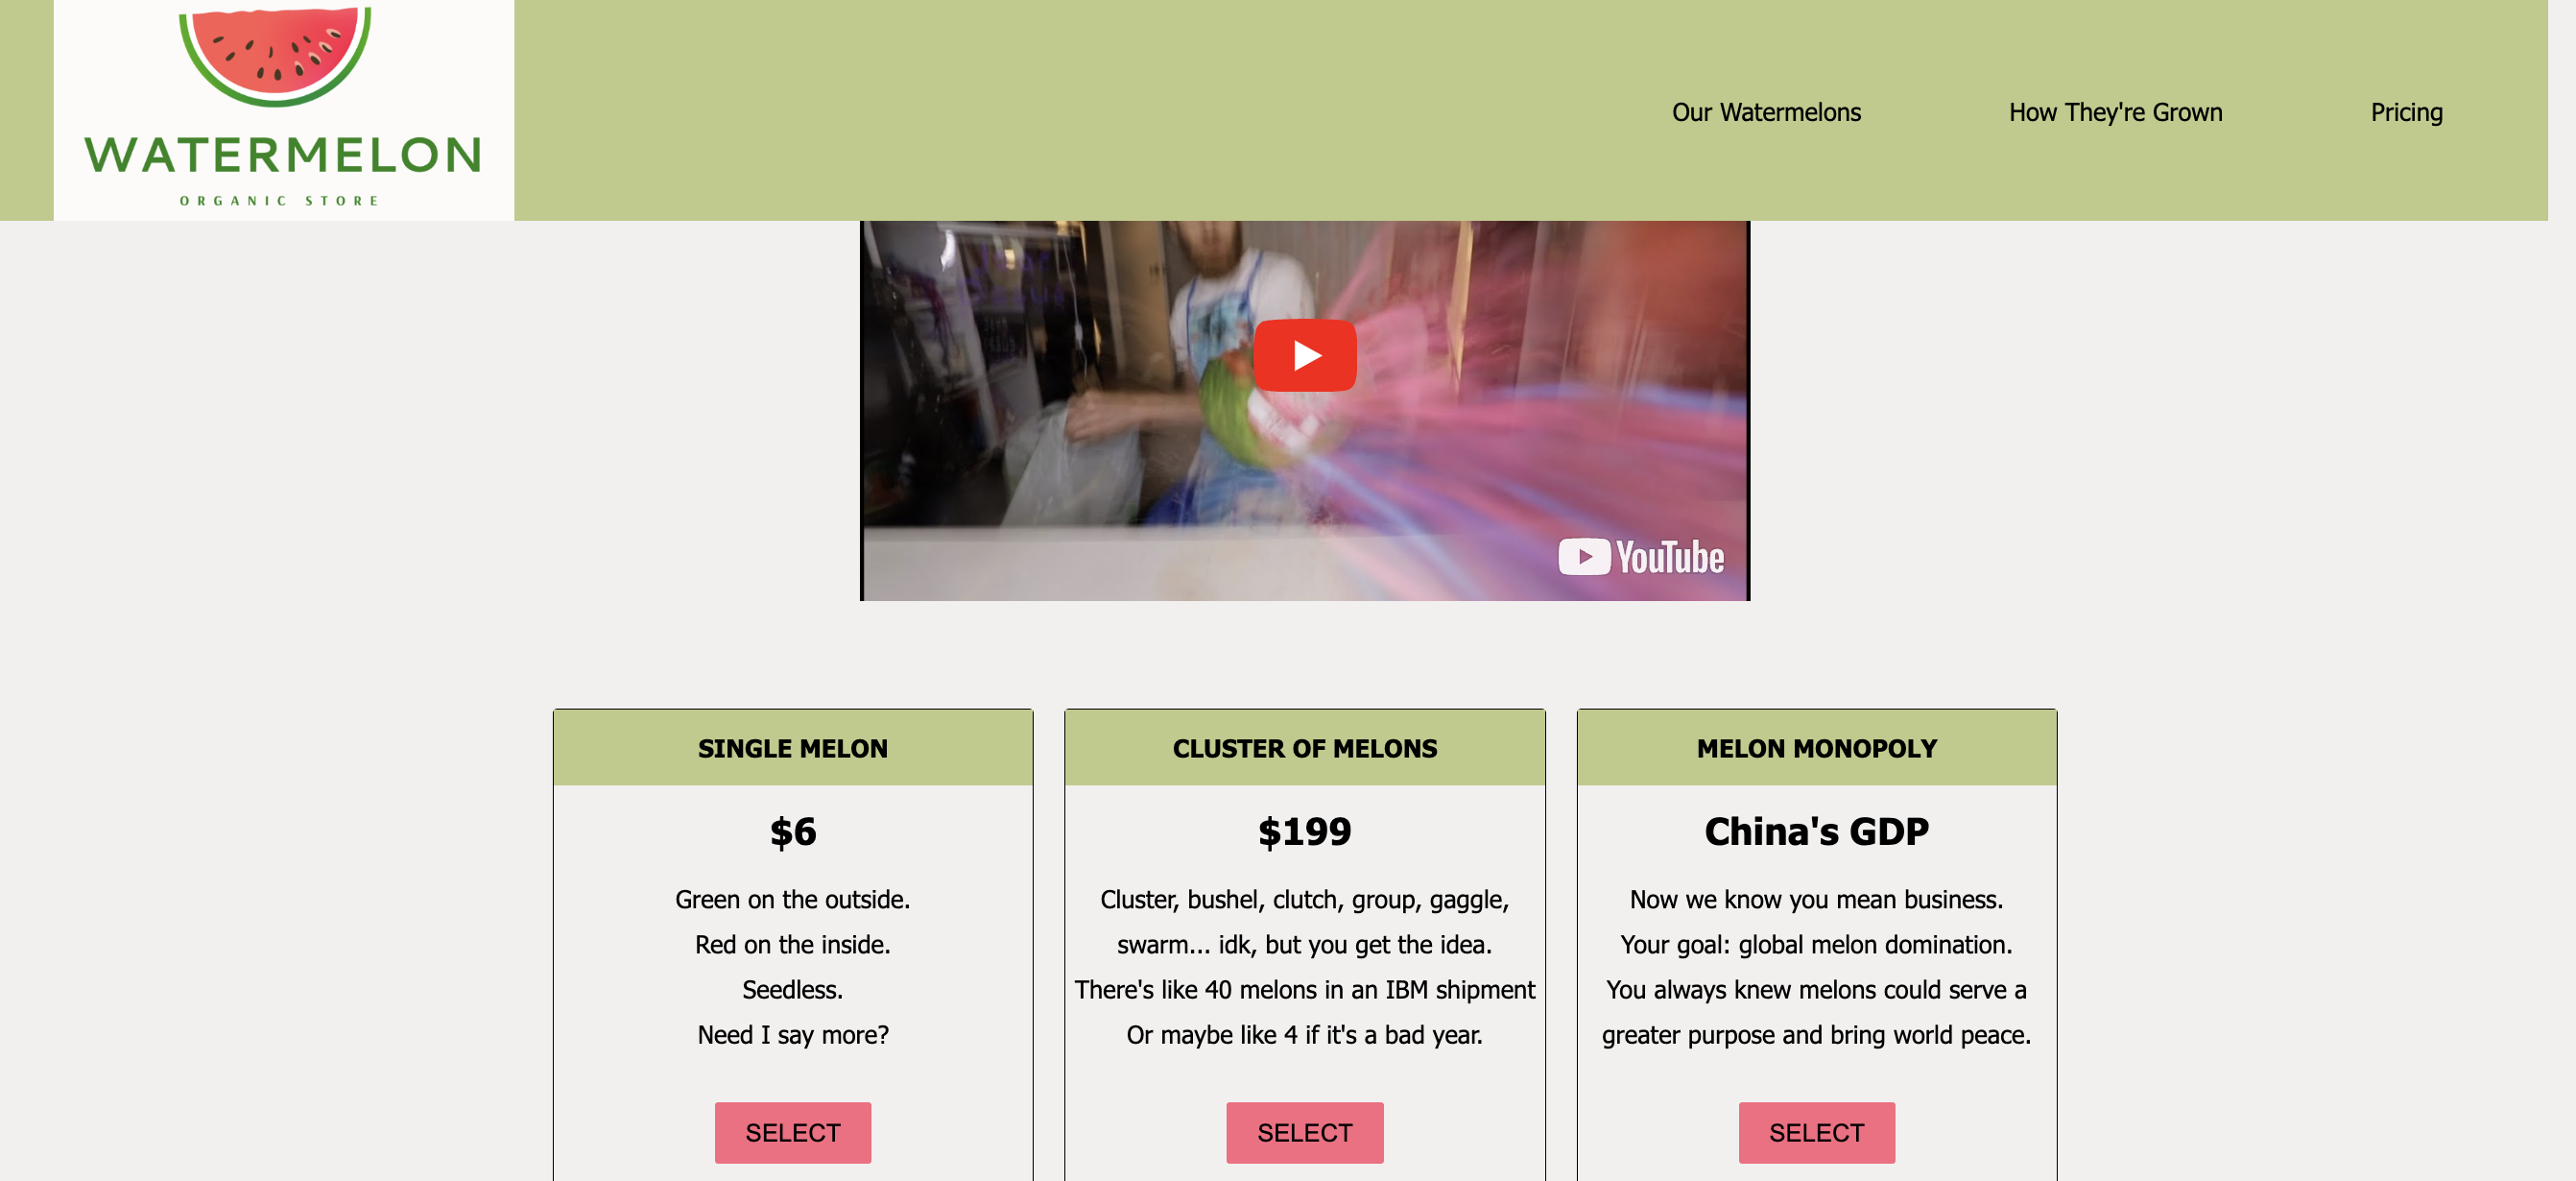 WATERMELON
ORGANIC STORE
Our Watermelons
How They're Grown
Pricing
YouTube
SINGLE MELON
$6
Green on the outside.
Red on the inside.
Seedless.
Need I say more?
SELECT
CLUSTER OF MELONS
$199
Cluster, bushel, clutch, group, gaggle,
swarm... idk, but you get the idea.
There's like 40 melons in an IBM shipment
Or maybe like 4 if it's a bad year.
SELECT
MELON MONOPOLY
China's GDP
Now we know you mean business.
Your goal: global melon domination.
You always knew melons could serve a
greater purpose and bring world peace.
SELECT